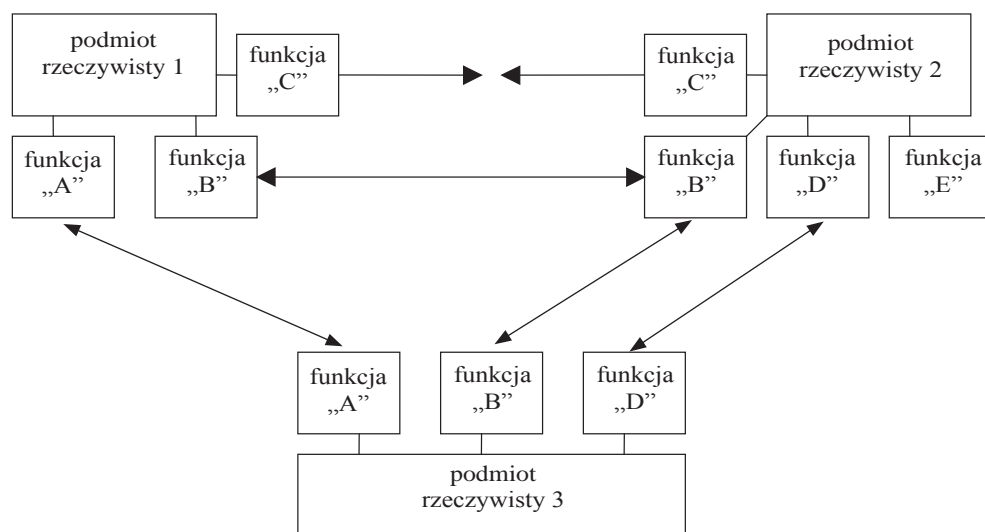 podmiot
rzeczywisty 1
funkcja
„C”
funkcja
„C”
podmiot
rzeczywisty 2
funkcja
„A”
funkcja
„B”
funkcja
„B”
funkcja
„D”
funkcja
„E”
funkcja
„A”
funkcja
„B”
funkcja
„D”
podmiot
rzeczywisty 3